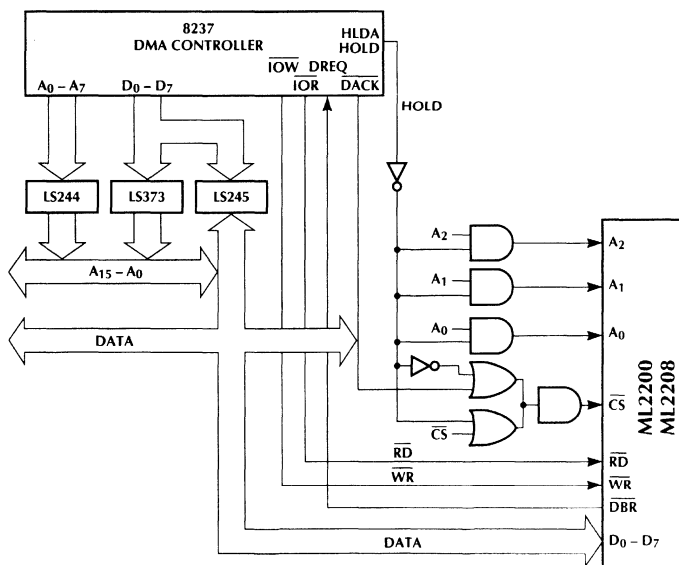 8237
DMA CONTROLLER
HLDA
HOLD
IOW DREQ
A0 – A7 D0 – D7 IOR DACK
HOLD
LS244 LS373 LS245
A2 A2
A15 – A0
A1 A1
A0 A0
DATA
CS CS
ML2200
ML2208
RD RD
WR WR
DBR
DATA D0 – D7